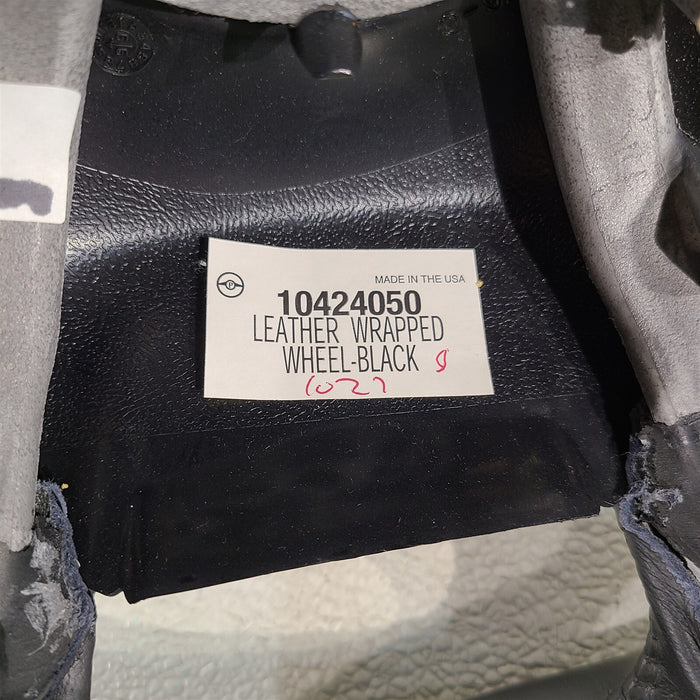 MADE IN THE USA
P
10424050
LEATHER WRAPPED
WHEEL-BLACK
1027